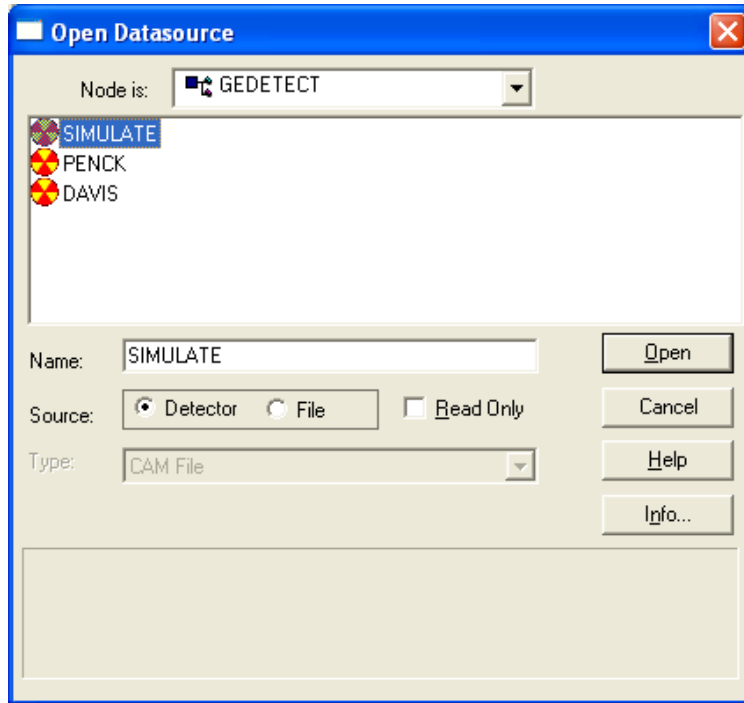 Open Datasource
Node is: GEDETECT
SIMULATE
PENCK
DAVIS
Name: SIMULATE Open
Source: Detector File Read Only Cancel
Type: CAM File Help
Info...